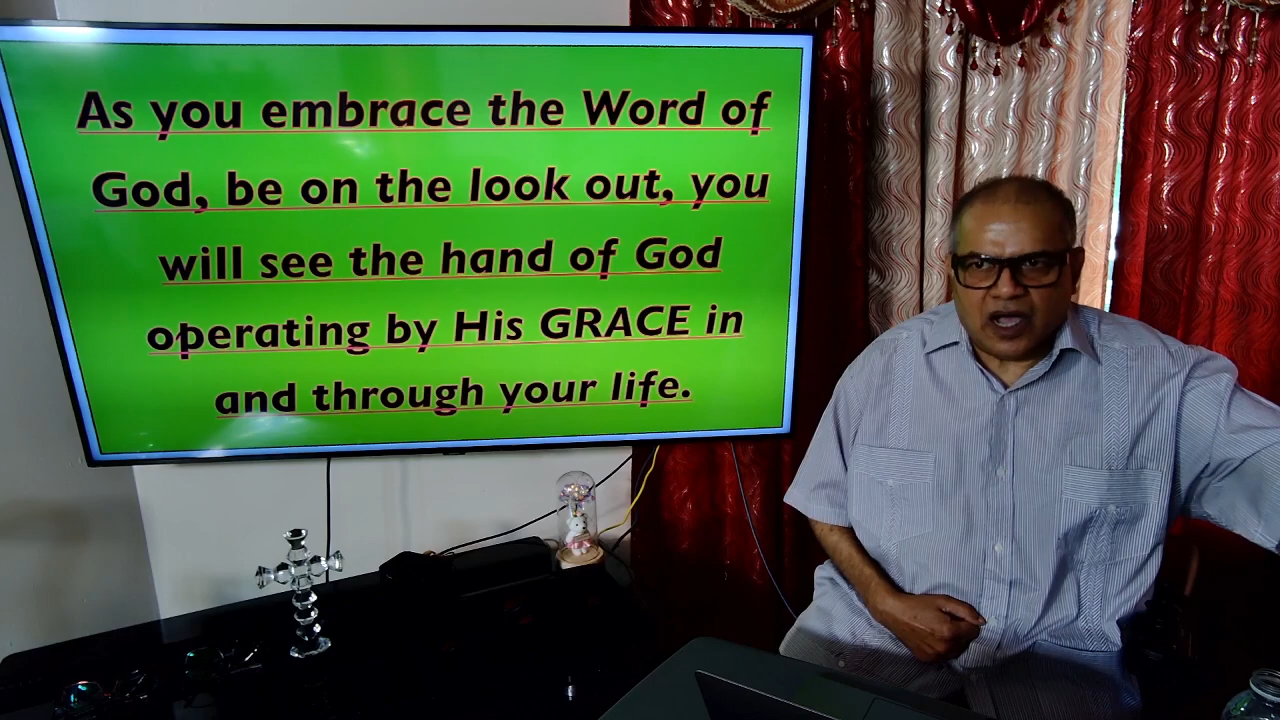 As you embrace the Word of
God, be on the look out, you
will see the hand of God
operating by His GRACE in
and through your life.